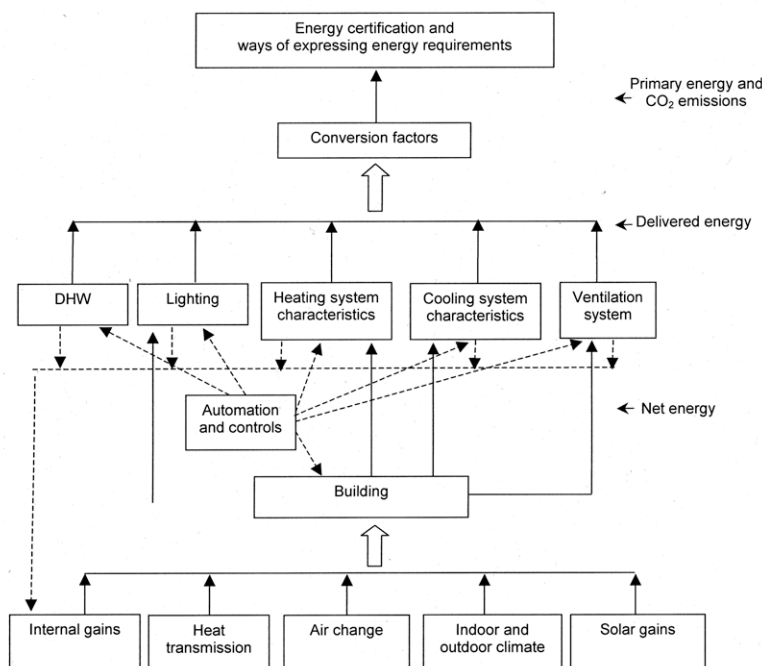 Energy certification and
ways of expressing energy requirements
Primary energy and
CO₂ emissions
Conversion factors
Delivered energy
DHW
Lighting
Heating system
characteristics
Cooling system
characteristics
Ventilation
system
Automation
and controls
Net energy
Building
Internal gains
Heat
transmission
Air change
Indoor and
outdoor climate
Solar gains